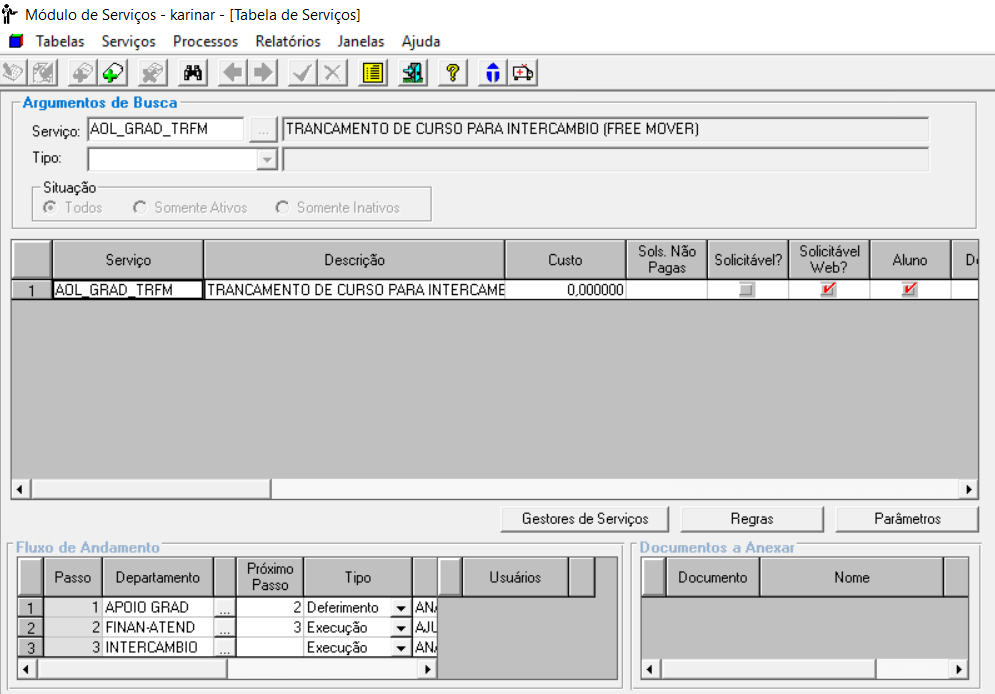 Módulo de Serviços - karinar - [Tabela de Serviços]
Tabelas Serviços Processos Relatórios Janelas Ajuda
Argumentos de Busca
Serviço: AOL_GRAD_TRFM ... TRANCAMENTO DE CURSO PARA INTERCAMBIO (FREE MOVER)
Tipo:
Situação
Todos Somente Ativos Somente Inativos
Serviço Descrição Custo Sols. Não Pagas Solicitável? Solicitável Web? Aluno
1 AOL_GRAD_TRFM TRANCAMENTO DE CURSO PARA INTERCAME 0,000000
Gestores de Serviços Regras Parâmetros
Fluxo de Andamento Documentos a Anexar
Passo Departamento Próximo Passo Tipo Usuários Documento Nome
1 1 APOIO GRAD ... 2 Deferimento
2 2 FINAN-ATEND ... 3 Execução AJU
3 3 INTERCAMBIO ... Execução